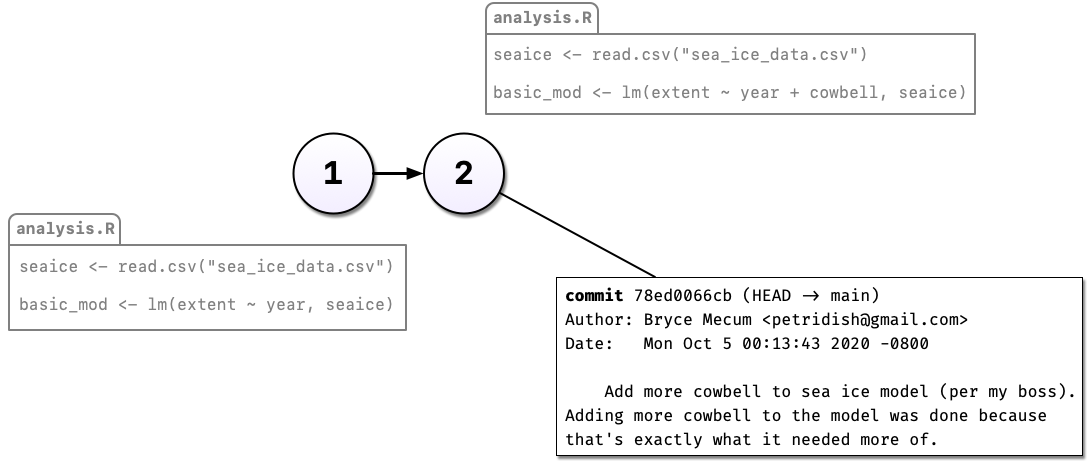 analysis.R
seaice <- read.csv("sea_ice_data.csv")
basic_mod <- lm(extent ~ year + cowbell, seaice)
1
2
analysis.R
seaice <- read.csv("sea_ice_data.csv")
basic_mod <- lm(extent ~ year, seaice)
commit 78ed0066cb (HEAD -> main)
Author: Bryce Mecum <petridish@gmail.com>
Date:   Mon Oct 5 00:13:43 2020 -0800
Add more cowbell to sea ice model (per my boss).
Adding more cowbell to the model was done because
that's exactly what it needed more of.